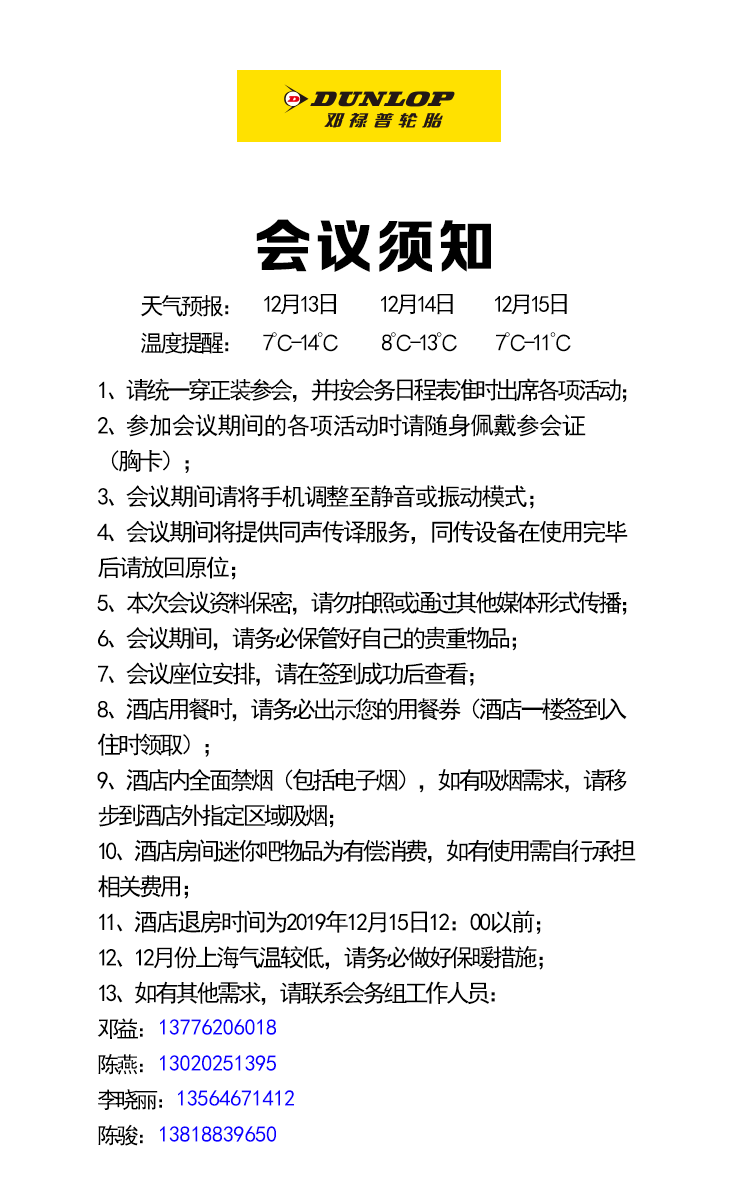 DUNLOP
邓禄普轮胎
会议须知
天气预报： 12月13日 12月14日 12月15日
温度提醒： 7°C-14°C 8°C-13°C 7°C-11°C
1、请统一穿正装参会，并按会务日程表准时出席各项活动；
2、参加会议期间的各项活动时请随身佩戴参会证
（胸卡）；
3、会议期间请将手机调整至静音或振动模式；
4、会议期间将提供同声传译服务，同传设备在使用完毕
后请放回原位；
5、本次会议资料保密，请勿拍照或通过其他媒体形式传播；
6、会议期间，请务必保管好自己的贵重物品；
7、会议座位安排，请在签到成功后查看；
8、酒店用餐时，请务必出示您的用餐券（酒店一楼签到入
住时领取）；
9、酒店内全面禁烟（包括电子烟），如有吸烟需求，请移
步到酒店外指定区域吸烟；
10、酒店房间迷你吧物品为有偿消费，如有使用需自行承担
相关费用；
11、酒店退房时间为2019年12月15日12：00以前；
12、12月份上海气温较低，请务必做好保暖措施；
13、如有其他需求，请联系会务组工作人员：
邓益：13776206018
陈燕：13020251395
李晓丽：13564671412
陈骏：13818839650